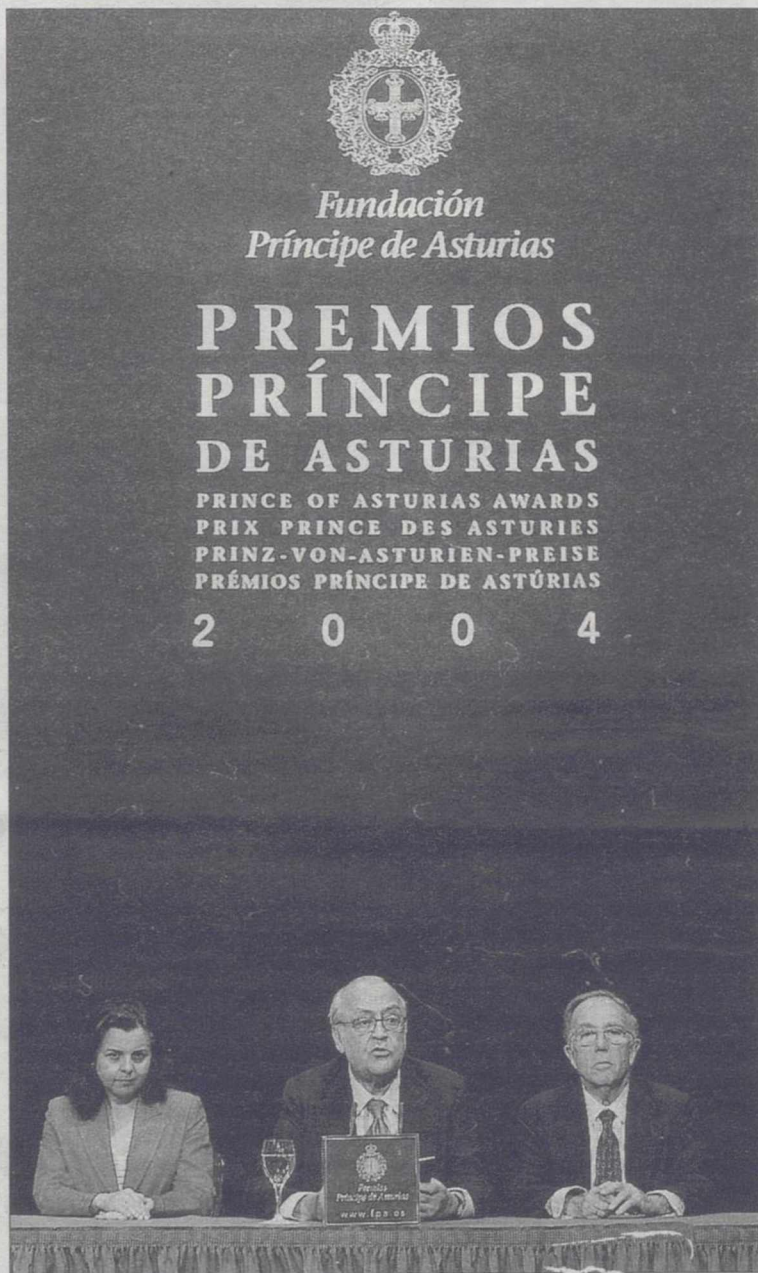 Fundación
Príncipe de Asturias
PREMIOS
PRÍNCIPE
DE ASTURIAS
PRINCE OF ASTURIAS AWARDS
PRIX PRINCE DES ASTURIES
PRINZ-VON-ASTURIEN-PREISE
PRÉMIOS PRÍNCIPE DE ASTÚRIAS
2 0 0 4
Premios
Príncipe de Asturias
www.fpa.es